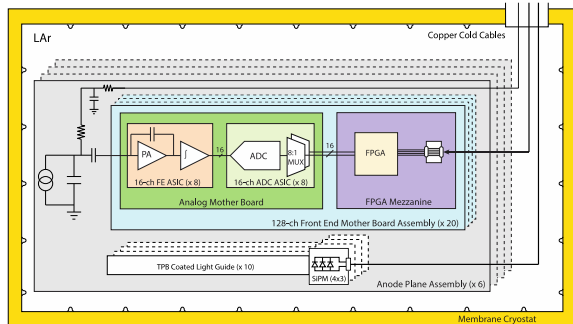 LAr
Copper Cold Cables
PA
∫
16
ADC
8:1
MUX
16
FPGA
16-ch FE ASIC (x 8)
16-ch ADC ASIC (x 8)
Analog Mother Board
FPGA Mezzanine
128-ch Front End Mother Board Assembly (x 20)
TPB Coated Light Guide (x 10)
SiPM (4x3)
Anode Plane Assembly (x 6)
Membrane Cryostat